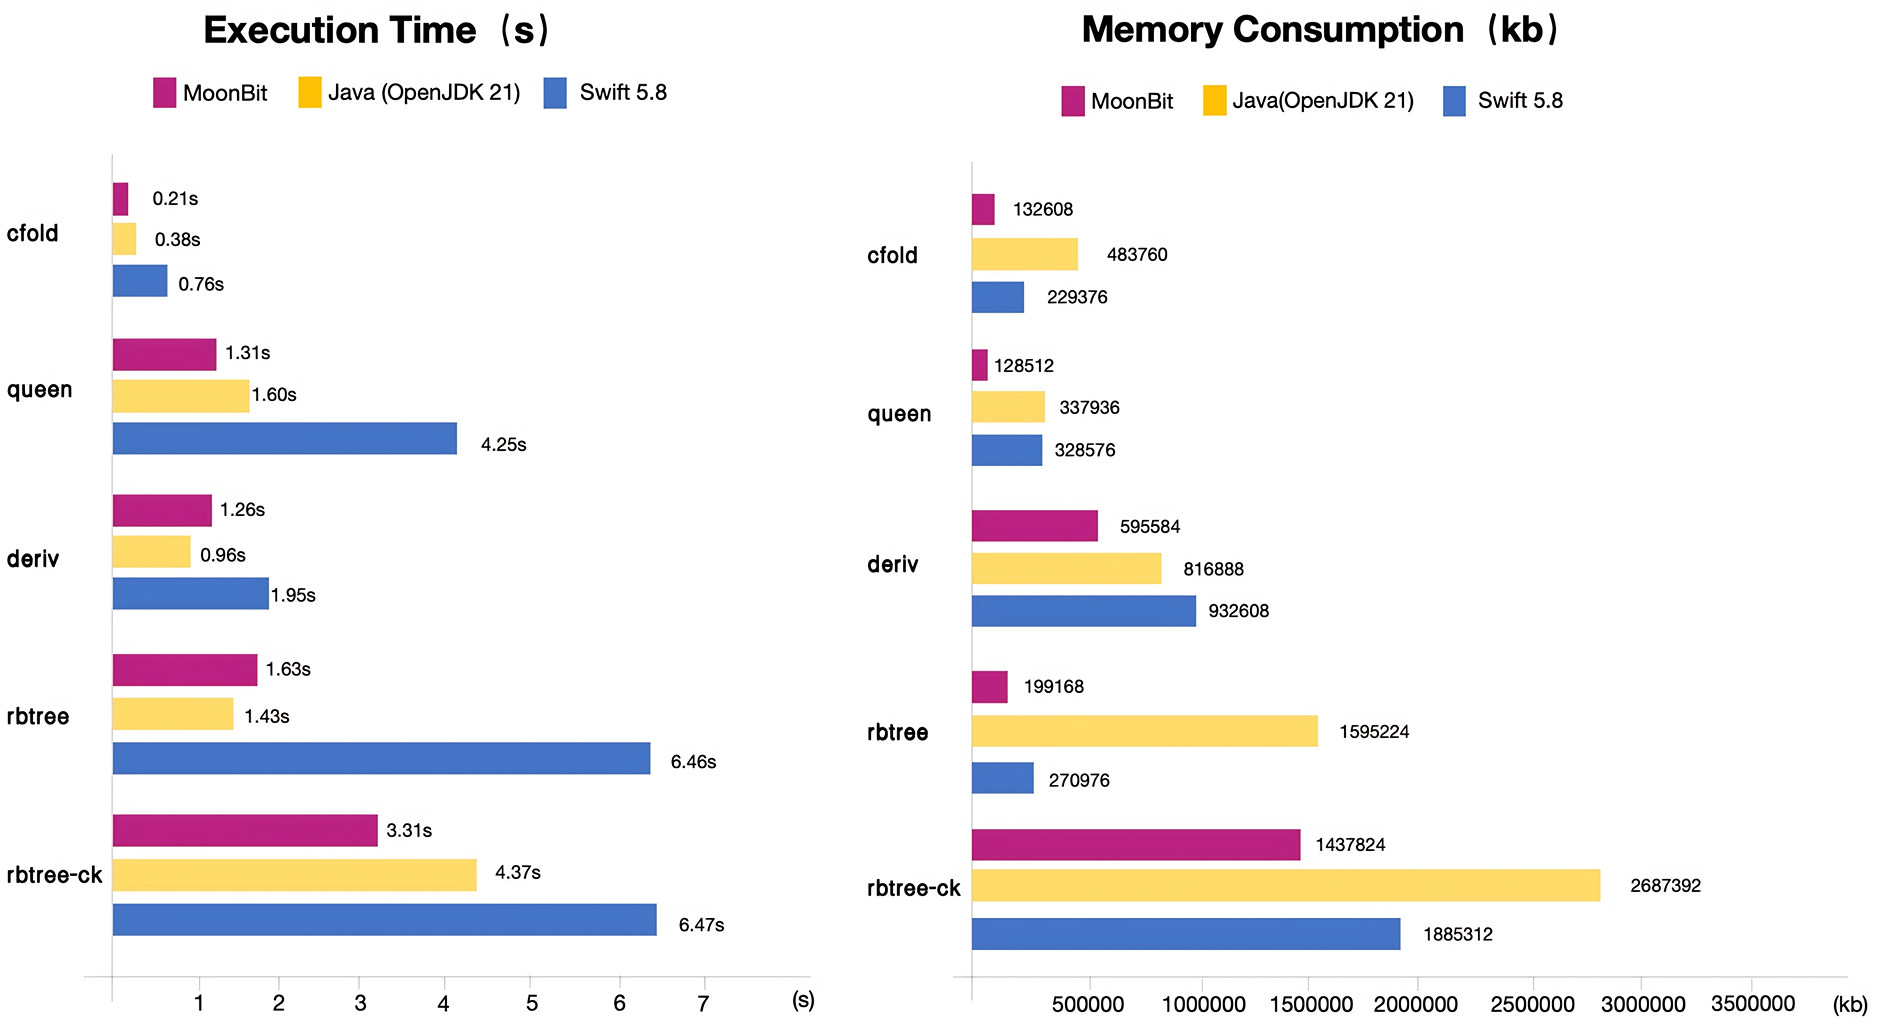 Execution Time (s)
MoonBit Java (OpenJDK 21) Swift 5.8
cfold
0.21s
0.38s
0.76s
queen
1.31s
1.60s
4.25s
deriv
1.26s
0.96s
1.95s
rbtree
1.63s
1.43s
6.46s
rbtree-ck
3.31s
4.37s
6.47s
1 2 3 4 5 6 7 (s)
Memory Consumption (kb)
MoonBit Java(OpenJDK 21) Swift 5.8
cfold
132608
483760
229376
queen
128512
337936
328576
deriv
595584
816888
932608
rbtree
199168
1595224
270976
rbtree-ck
1437824
2687392
1885312
500000 1000000 1500000 2000000 2500000 3000000 3500000 (kb)